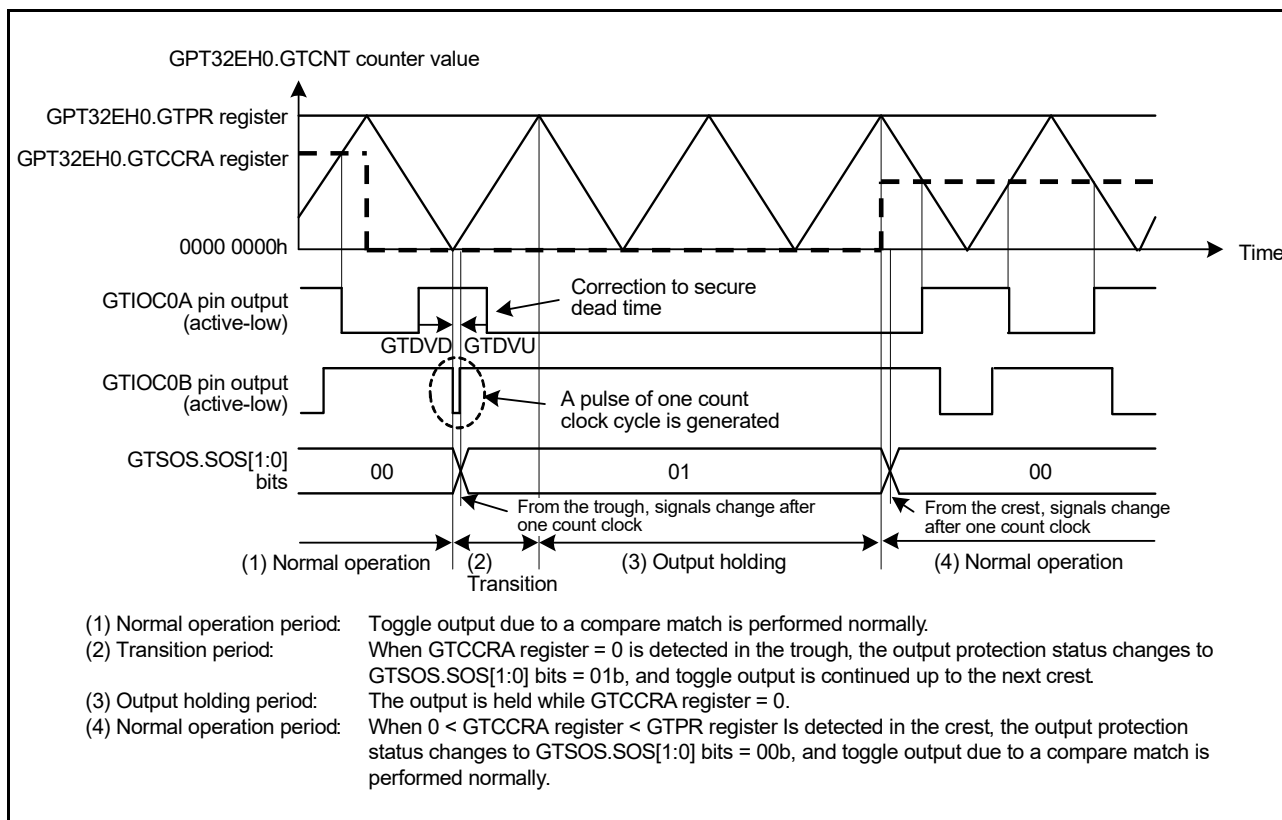 GPT32EH0.GTCNT counter value
GPT32EH0.GTPR register
GPT32EH0.GTCCRA register
0000 0000h
Time
GTIOC0A pin output
(active-low)
Correction to secure
dead time
GTDVD
GTDVU
GTIOC0B pin output
(active-low)
A pulse of one count
clock cycle is generated
GTSOS.SOS[1:0]
bits
00
01
00
From the trough, signals change after
one count clock
From the crest, signals change
after one count clock
(1) Normal operation
(2)
Transition
(3) Output holding
(4) Normal operation
(1) Normal operation period: Toggle output due to a compare match is performed normally.
(2) Transition period: When GTCCRA register = 0 is detected in the trough, the output protection status changes to
GTSOS.SOS[1:0] bits = 01b, and toggle output is continued up to the next crest.
(3) Output holding period: The output is held while GTCCRA register = 0.
(4) Normal operation period: When 0 < GTCCRA register < GTPR register Is detected in the crest, the output protection
status changes to GTSOS.SOS[1:0] bits = 00b, and toggle output due to a compare match is
performed normally.